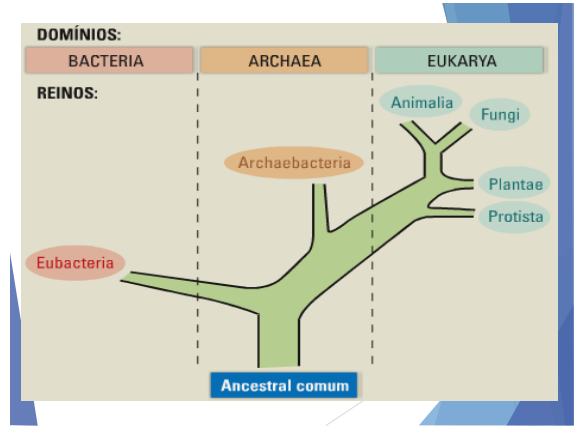 DOMÍNIOS:
BACTERIA
ARCHAEA
EUKARYA
REINOS:
Animalia
Fungi
Archaebacteria
Plantae
Protista
Eubacteria
Ancestral comum